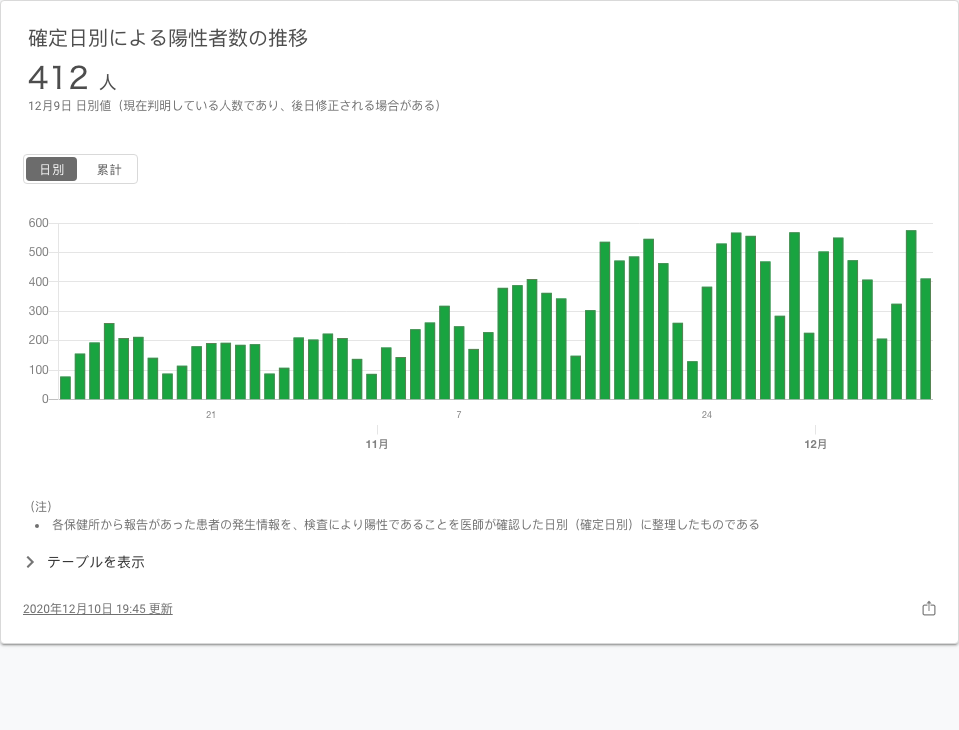 確定日別による陽性者数の推移
412 人
12月9日 日別値（現在判明している人数であり、後日修正される場合がある）
日別 累計
600
500
400
300
200
100
0
21 7 24
11月 12月
（注）
• 各保健所から報告があった患者の発生情報を、検査により陽性であることを医師が確認した日別（確定日別）に整理したものである
テーブルを表示
2020年12月10日 19:45 更新